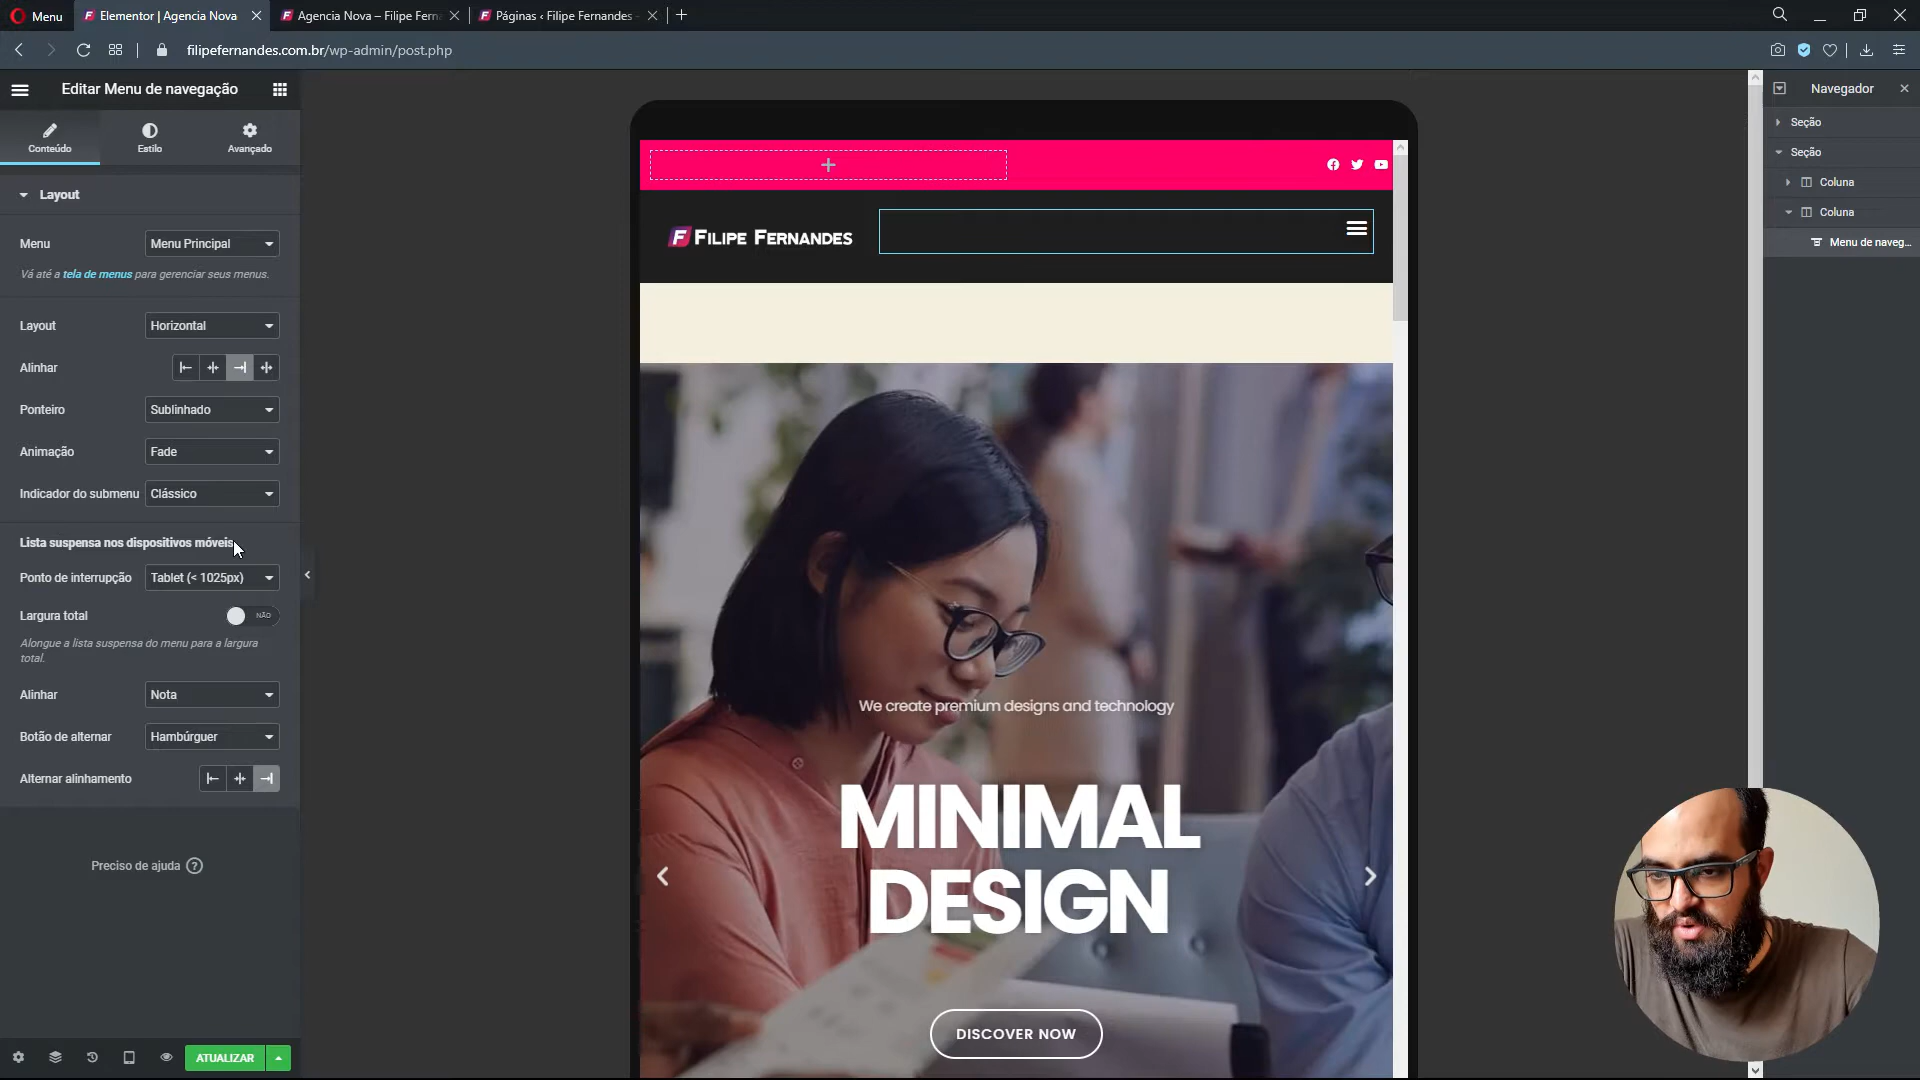 Menu
Elementor | Agencia Nova
Agencia Nova – Filipe Fern
Páginas ‹ Filipe Fernandes -
filipefernandes.com.br/wp-admin/post.php
Editar Menu de navegação
Conteúdo
Estilo
Avançado
Layout
Menu
Menu Principal
Vá até a tela de menus para gerenciar seus menus.
Layout
Horizontal
Alinhar
Ponteiro
Sublinhado
Animação
Fade
Indicador do submenu
Clássico
Lista suspensa nos dispositivos móveis
Ponto de interrupção
Tablet (< 1025px)
Largura total
NÃO
Alongue a lista suspensa do menu para a largura
total.
Alinhar
Nota
Botão de alternar
Hambúrguer
Alternar alinhamento
Preciso de ajuda
ATUALIZAR
FILIPE FERNANDES
We create premium designs and technology
MINIMAL
DESIGN
DISCOVER NOW
Navegador
Seção
Seção
Coluna
Coluna
Menu de naveg...